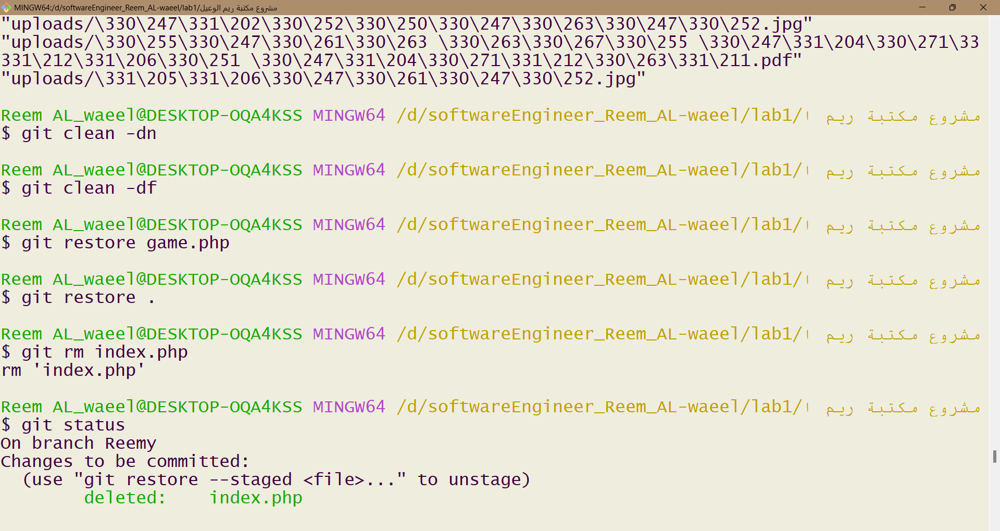 MINGW64:/d/softwareEngineer_Reem_AL-waeel/lab1/مشروع مكتبة ريم الوعيل
"uploads/\330\247\331\202\330\252\330\250\330\247\330\263\330\247\330\252.jpg"
"uploads/\330\255\330\247\330\261\330\263 \330\263\330\267\330\255 \330\247\331\204\330\271\33
331\212\331\206\330\251 \330\247\331\204\330\271\331\212\330\263\331\211.pdf"
"uploads/\331\205\331\206\330\247\330\261\330\247\330\252.jpg"
Reem AL_waeel@DESKTOP-OQA4KSS MINGW64 /d/softwareEngineer_Reem_AL-waeel/lab1/مشروع مكتبة ريم ا
$ git clean -dn
Reem AL_waeel@DESKTOP-OQA4KSS MINGW64 /d/softwareEngineer_Reem_AL-waeel/lab1/مشروع مكتبة ريم ا
$ git clean -df
Reem AL_waeel@DESKTOP-OQA4KSS MINGW64 /d/softwareEngineer_Reem_AL-waeel/lab1/مشروع مكتبة ريم ا
$ git restore game.php
Reem AL_waeel@DESKTOP-OQA4KSS MINGW64 /d/softwareEngineer_Reem_AL-waeel/lab1/مشروع مكتبة ريم ا
$ git restore .
Reem AL_waeel@DESKTOP-OQA4KSS MINGW64 /d/softwareEngineer_Reem_AL-waeel/lab1/مشروع مكتبة ريم ا
$ git rm index.php
rm 'index.php'
Reem AL_waeel@DESKTOP-OQA4KSS MINGW64 /d/softwareEngineer_Reem_AL-waeel/lab1/مشروع مكتبة ريم ا
$ git status
On branch Reemy
Changes to be committed:
  (use "git restore --staged <file>..." to unstage)
        deleted:    index.php